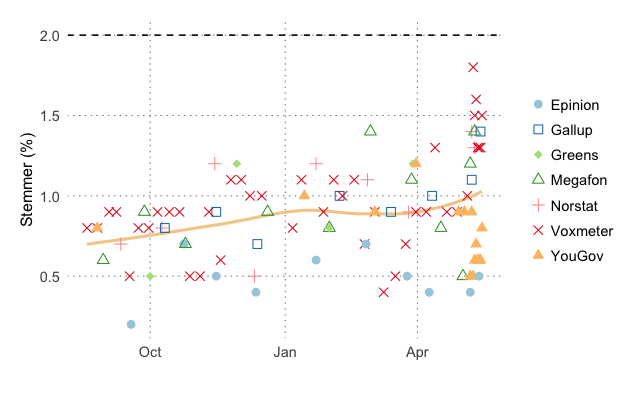 2.0
1.5
1.0
0.5
Stemmer (%)
Oct
Jan
Apr
Epinion
Gallup
Greens
Megafon
Norstat
Voxmeter
YouGov